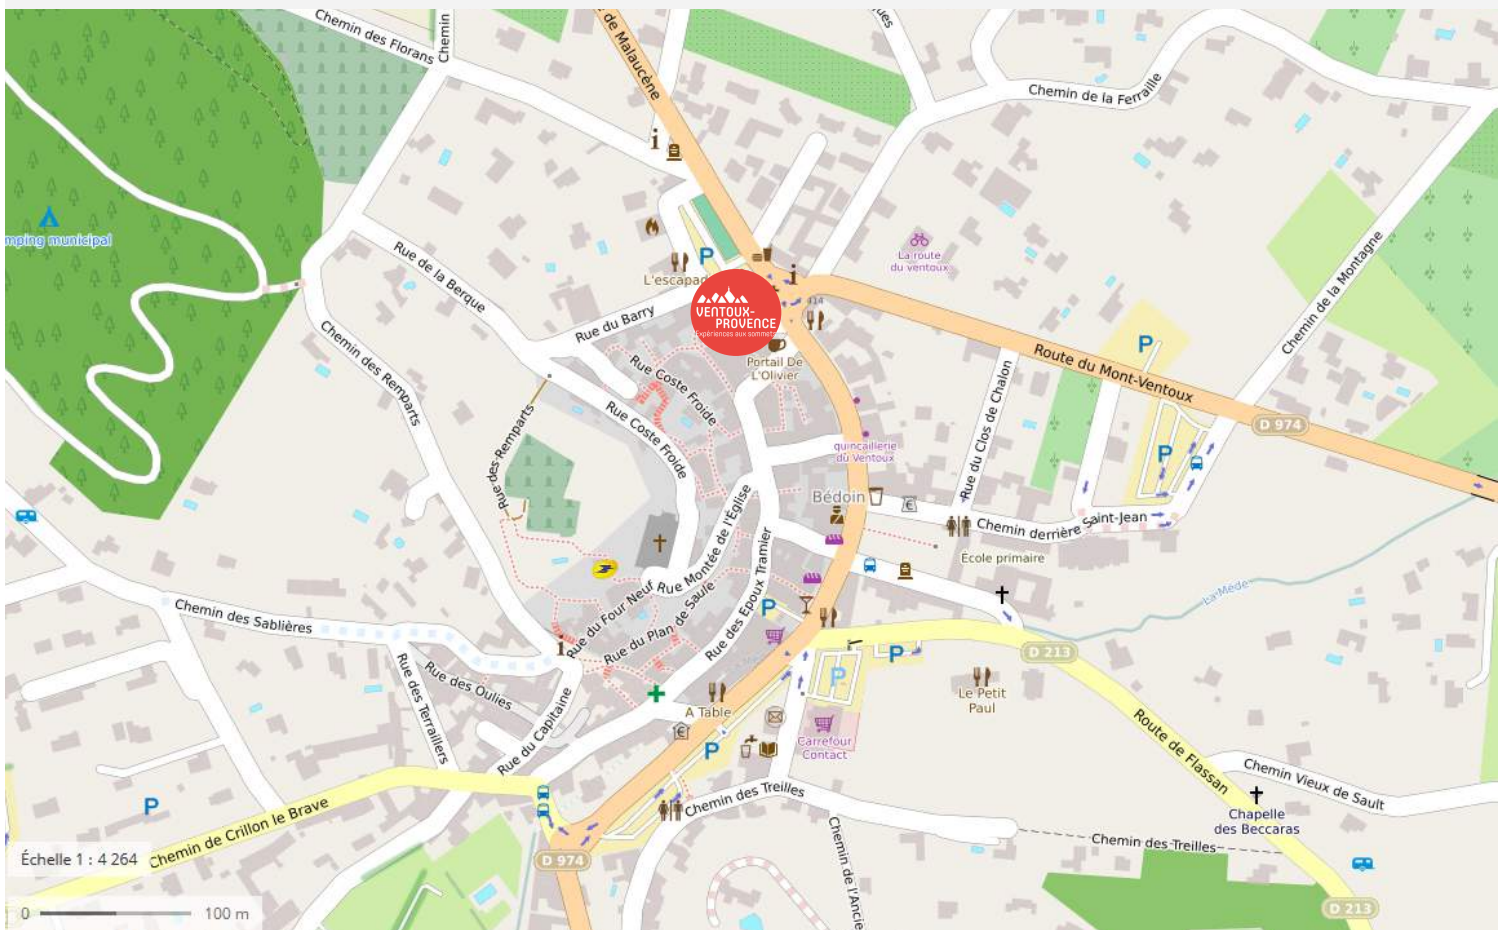 Chemin des Florans
Chemin
de Malaucène
Chemin de la Ferraille
mping municipal
Rue de la Berque
L'escapad
La route
du ventoux
Chemin de la Montagne
VENTOUX-
PROVENCE
Expériences aux sommets
414
Rue du Barry
Chemin des Remparts
Portail De
L'Olivier
Rue Coste Froide
Rue Coste Froide
Route du Mont-Ventoux
D 974
Rue du Clos de Chalon
quincaillerie
du Ventoux
Rue des Remparts
Bédoin
Chemin derrière Saint-Jean
École primaire
Rue Montée de l'Église
Rue des Epoux Tramier
La Mède
Rue du Four Neuf
Rue du Plan de Saule
Chemin des Sablières
Rue des Oulies
Rue des Terraillers
Rue du Capitaine
D 213
Le Petit
Paul
A Table
Carrefour
Contact
Route de Flassan
Chemin Vieux de Sault
Chemin des Treilles
Chapelle
des Beccaras
Chemin de Crillon le Brave
Chemin des Treilles
Chemin de l'Ancie
Échelle 1 : 4 264
D 974
D 213
0 100 m